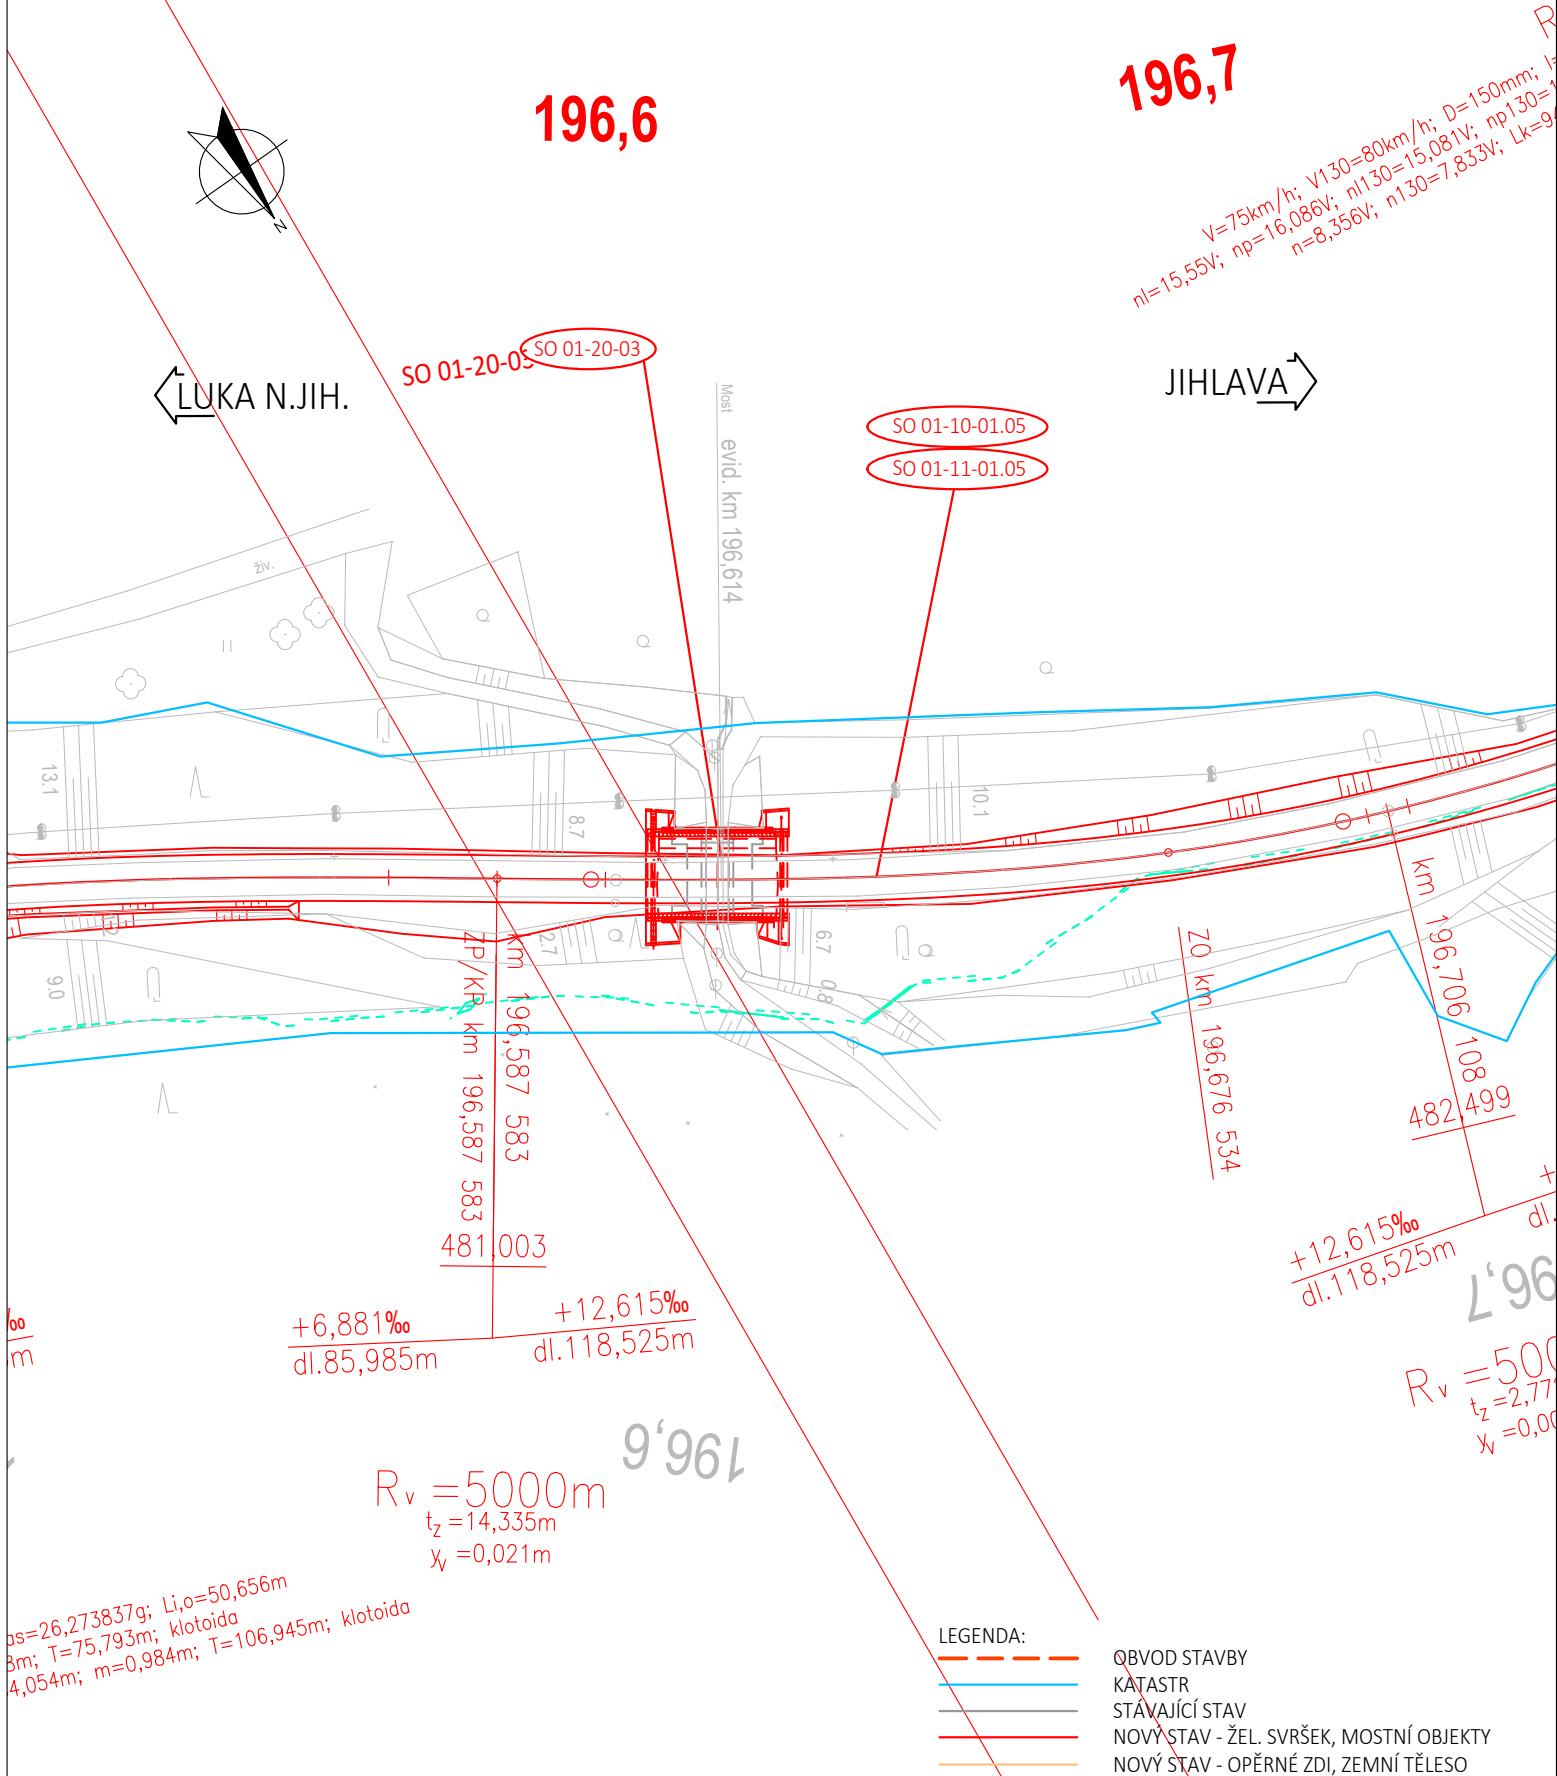 196,6
196,7
V=75km/h; V130=80km/h; D=150mm;
nl=15,55V; np=16,086V; nl130=15,081V;
n=8,356V; n130=7,833V;
N
SO 01-20-03
SO 01-20-03
LUKA N.JIH.
JIHLAVA
SO 01-10-01.05
SO 01-11-01.05
Most evid. km 196,614
živ.
13.1
8.7
10.1
9.0
2.7
6.7
0.8
km 196,587 583
ZP/KP km 196,587 583
ZO km 196,676 534
km 196,706 108
482,499
481,003
+6,881‰
dl.85,985m
+12,615‰
dl.118,525m
+12,615‰
dl.118,525m
196,6
Rv =5000m
tz =14,335m
yv =0,021m
as=26,273837g; Li,o=50,656m
T=75,793m; klotoida
4,054m; m=0,984m; T=106,945m; klotoida
LEGENDA:
OBVOD STAVBY
KATASTR
STÁVAJÍCÍ STAV
NOVÝ STAV - ŽEL. SVRŠEK, MOSTNÍ OBJEKTY
NOVÝ STAV - OPĚRNÉ ZDI, ZEMNÍ TĚLESO